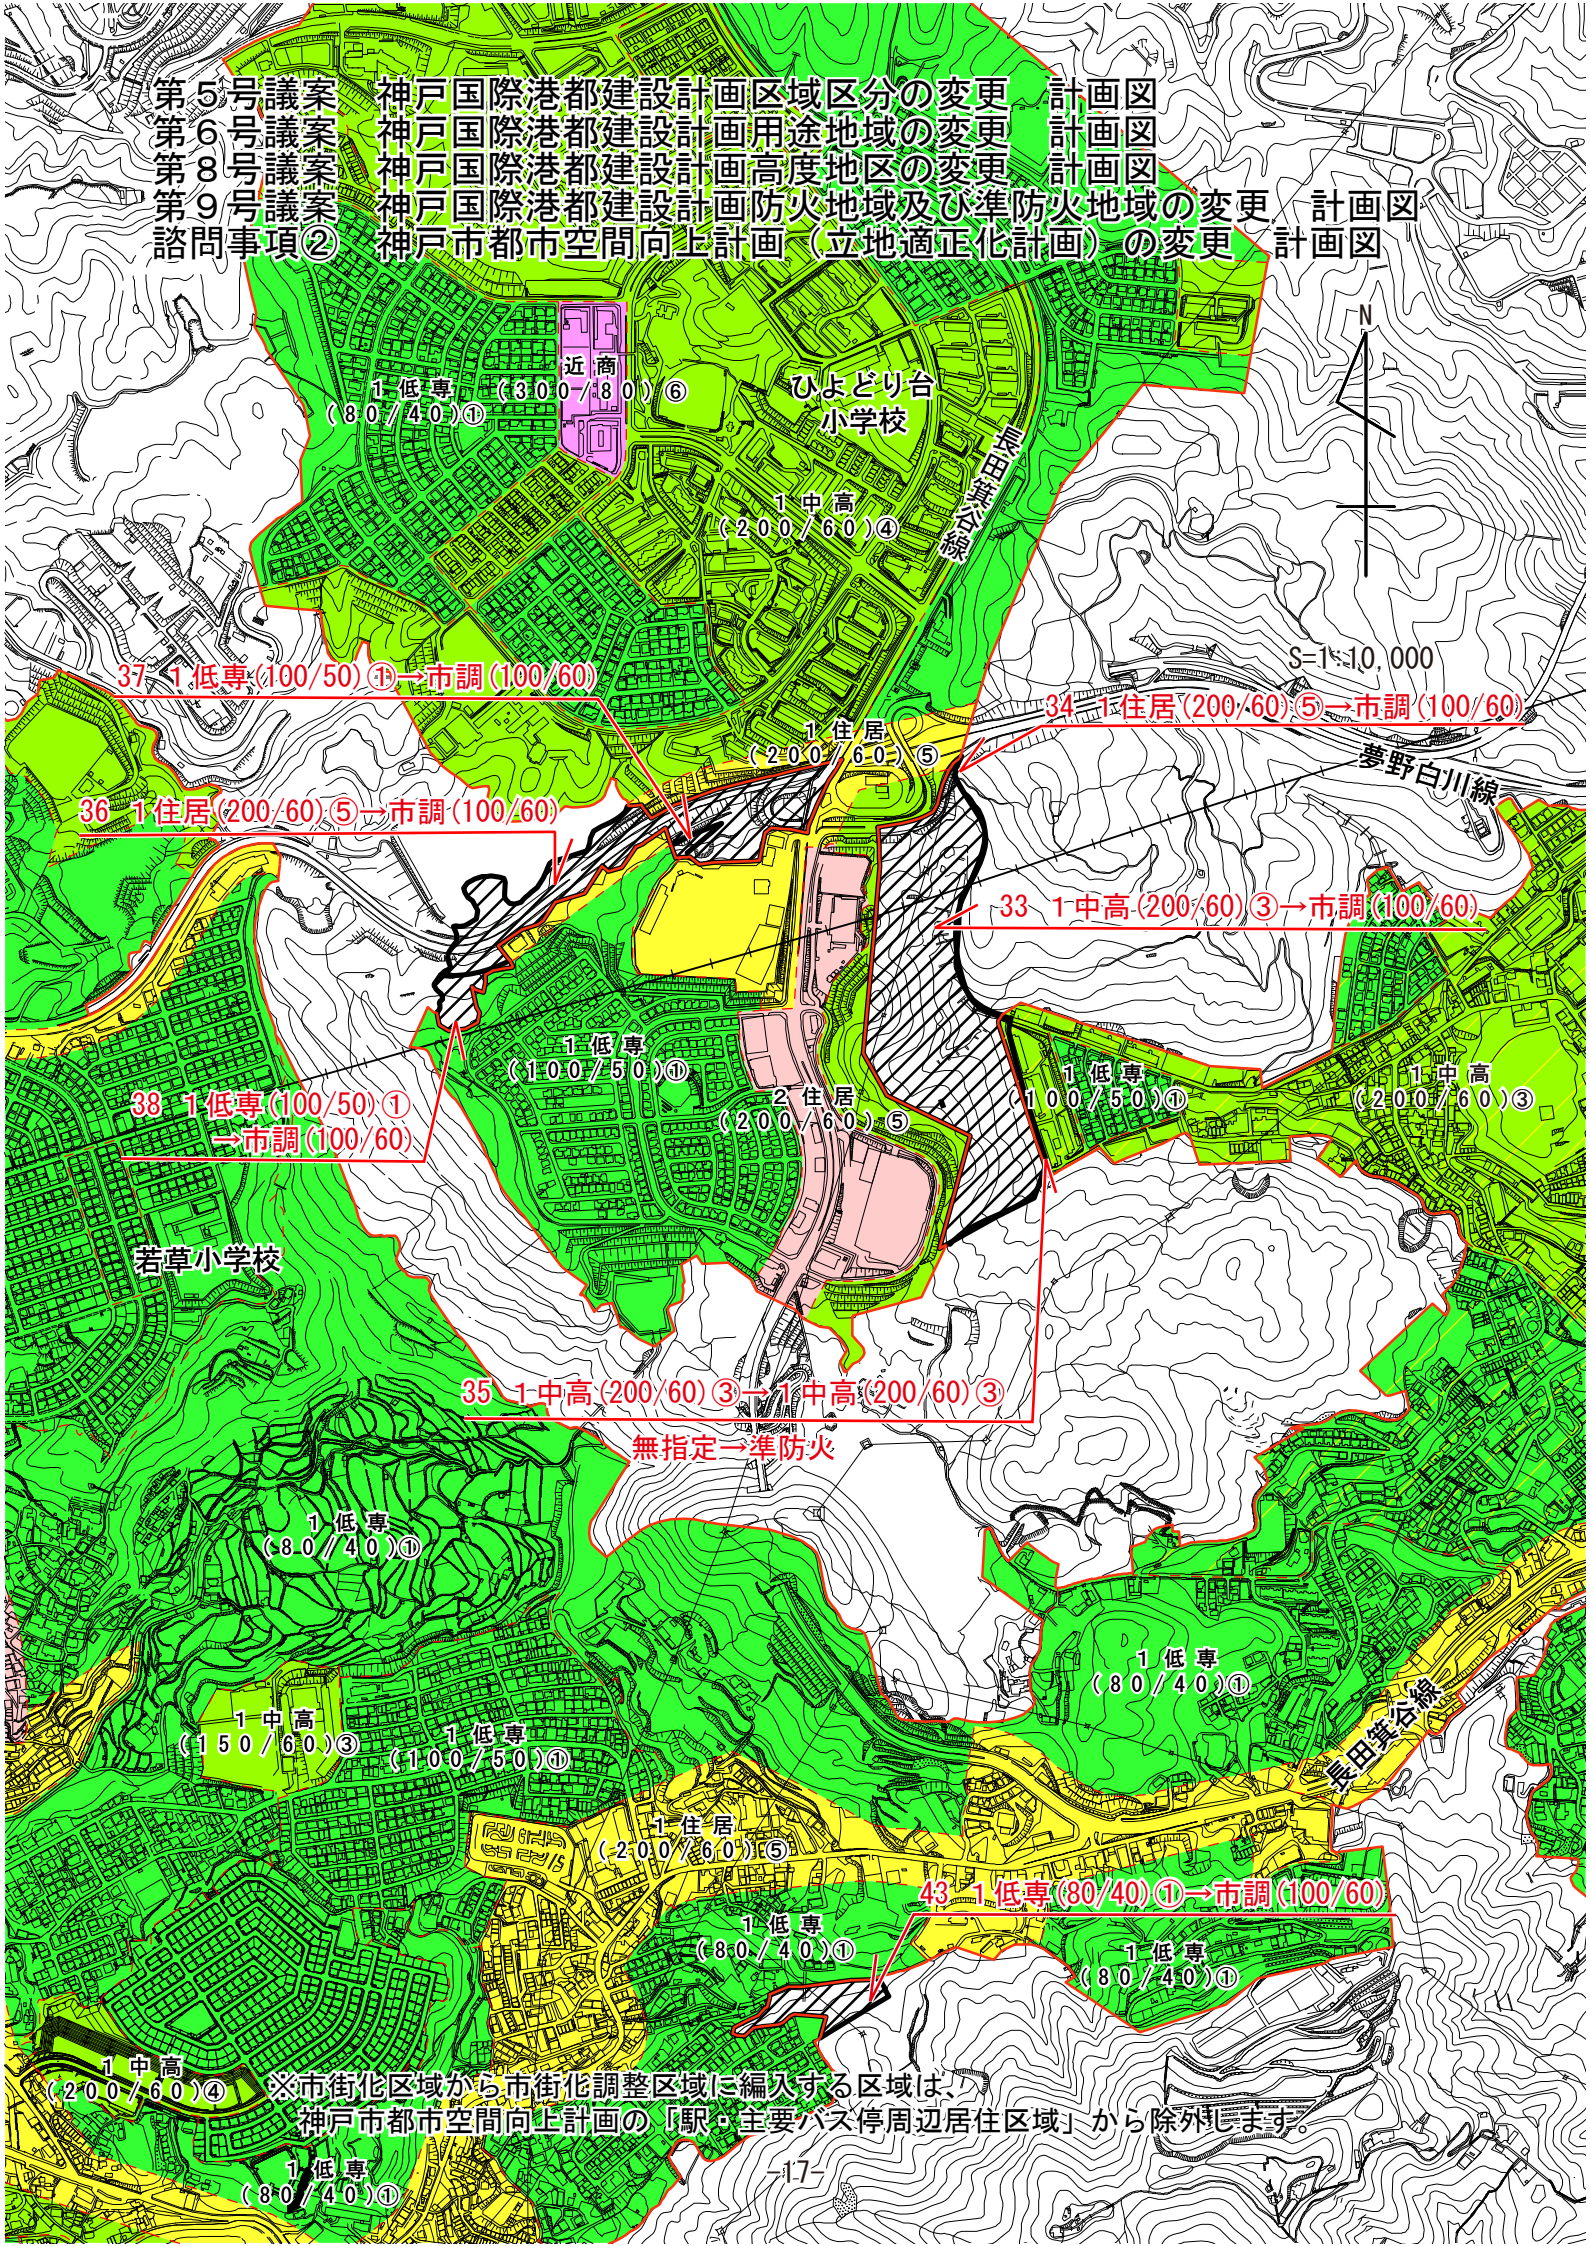 第５号議案　神戸国際港都建設計画区域区分の変更　計画図
第６号議案　神戸国際港都建設計画用途地域の変更　計画図
第８号議案　神戸国際港都建設計画高度地区の変更　計画図
第９号議案　神戸国際港都建設計画防火地域及び準防火地域の変更　計画図
諮問事項②　神戸市都市空間向上計画（立地適正化計画）の変更　計画図
N
近商
(300/80)⑥
1低専
(80/40)①
ひよどり台
小学校
長田箕谷線
1中高
(200/60)④
S=1:10,000
37 1低専(100/50)①→市調(100/60)
34 1住居(200/60)⑤→市調(100/60)
1住居
(200/60)⑤
夢野白川線
36 1住居(200/60)⑤→市調(100/60)
33 1中高(200/60)③→市調(100/60)
1低専
(100/50)①
1低専
(100/50)①
1中高
(200/60)③
2住居
(200/60)⑤
38 1低専(100/50)①
→市調(100/60)
若草小学校
35 1中高(200/60)③→1中高(200/60)③
無指定→準防火
1低専
(80/40)①
1低専
(80/40)①
長田箕谷線
1中高
(150/60)③
1低専
(100/50)①
1住居
(200/60)⑤
43 1低専(80/40)①→市調(100/60)
1低専
(80/40)①
1低専
(80/40)①
1中高
(200/60)④
※市街化区域から市街化調整区域に編入する区域は、
神戸市都市空間向上計画の「駅・主要バス停周辺居住区域」から除外します。
1低専
(80/40)①
-17-